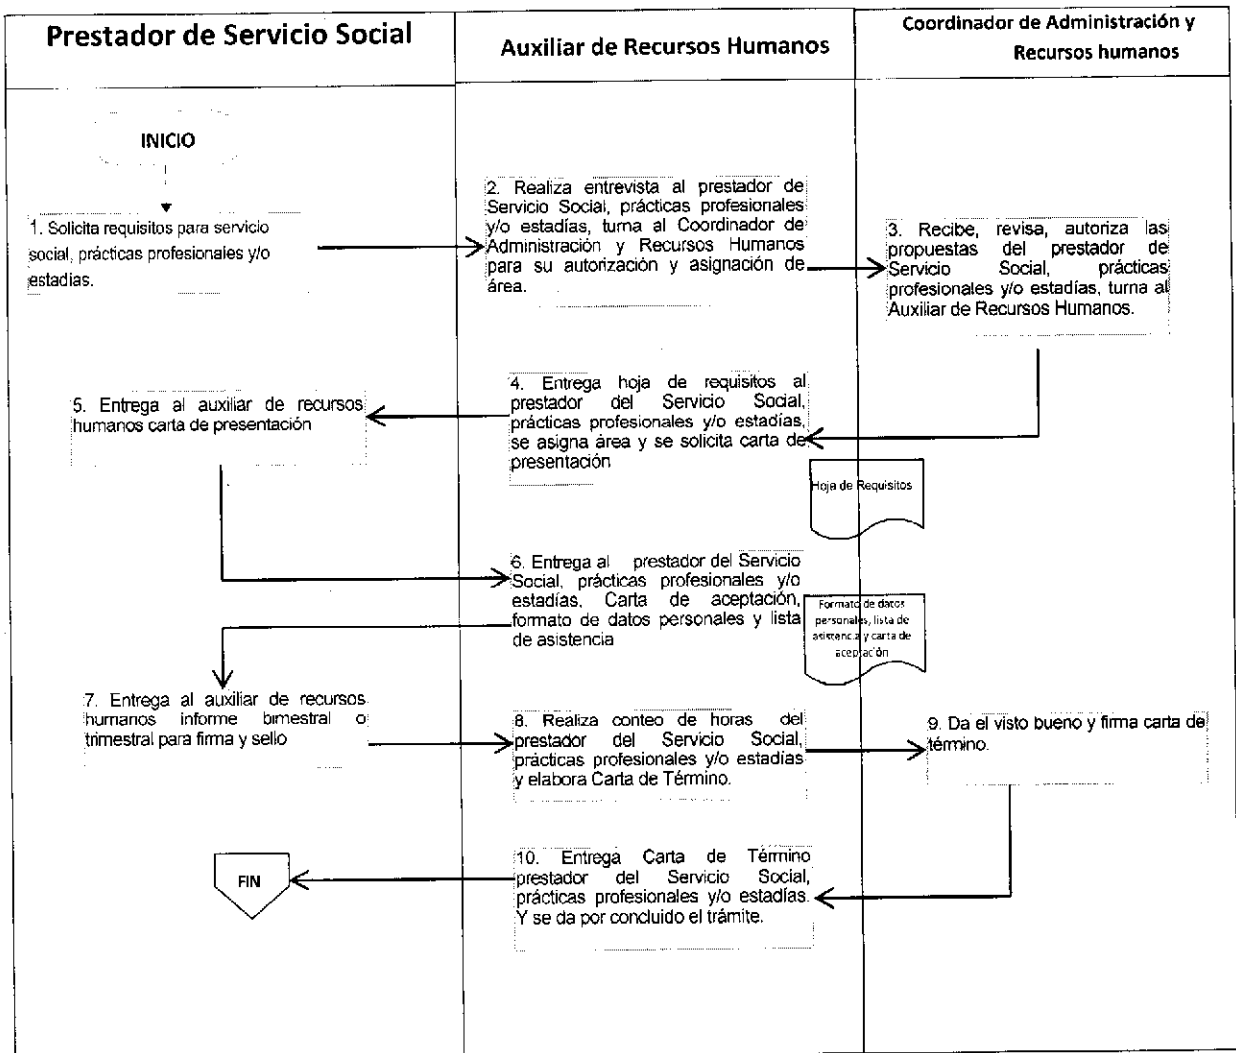 Prestador de Servicio Social
Auxiliar de Recursos Humanos
Coordinador de Administración y
Recursos humanos
INICIO
1. Solicita requisitos para servicio
social, prácticas profesionales y/o
estadías.
2. Realiza entrevista al prestador de
Servicio Social, prácticas profesionales
y/o estadías, turna al Coordinador de
Administración y Recursos Humanos
para su autorización y asignación de
área.
3. Recibe, revisa, autoriza las
propuestas del prestador de
Servicio Social, prácticas
profesionales y/o estadías, turna al
Auxiliar de Recursos Humanos.
4. Entrega hoja de requisitos al
prestador del Servicio Social,
prácticas profesionales y/o estadías,
se asigna área y se solicita carta de
presentación
Hoja de Requisitos
5. Entrega al auxiliar de recursos
humanos carta de presentación
6. Entrega al prestador del Servicio
Social, prácticas profesionales y/o
estadías, Carta de aceptación,
formato de datos personales y lista
de asistencia
Formato de datos
personales, lista de
asistencia y carta de
aceptación
7. Entrega al auxiliar de recursos
humanos informe bimestral o
trimestral para firma y sello
8. Realiza conteo de horas del
prestador del Servicio Social,
prácticas profesionales y/o estadías
y elabora Carta de Término.
9. Da el visto bueno y firma carta de
término.
10. Entrega Carta de Término
prestador del Servicio Social,
prácticas profesionales y/o estadías.
Y se da por concluido el trámite.
FIN